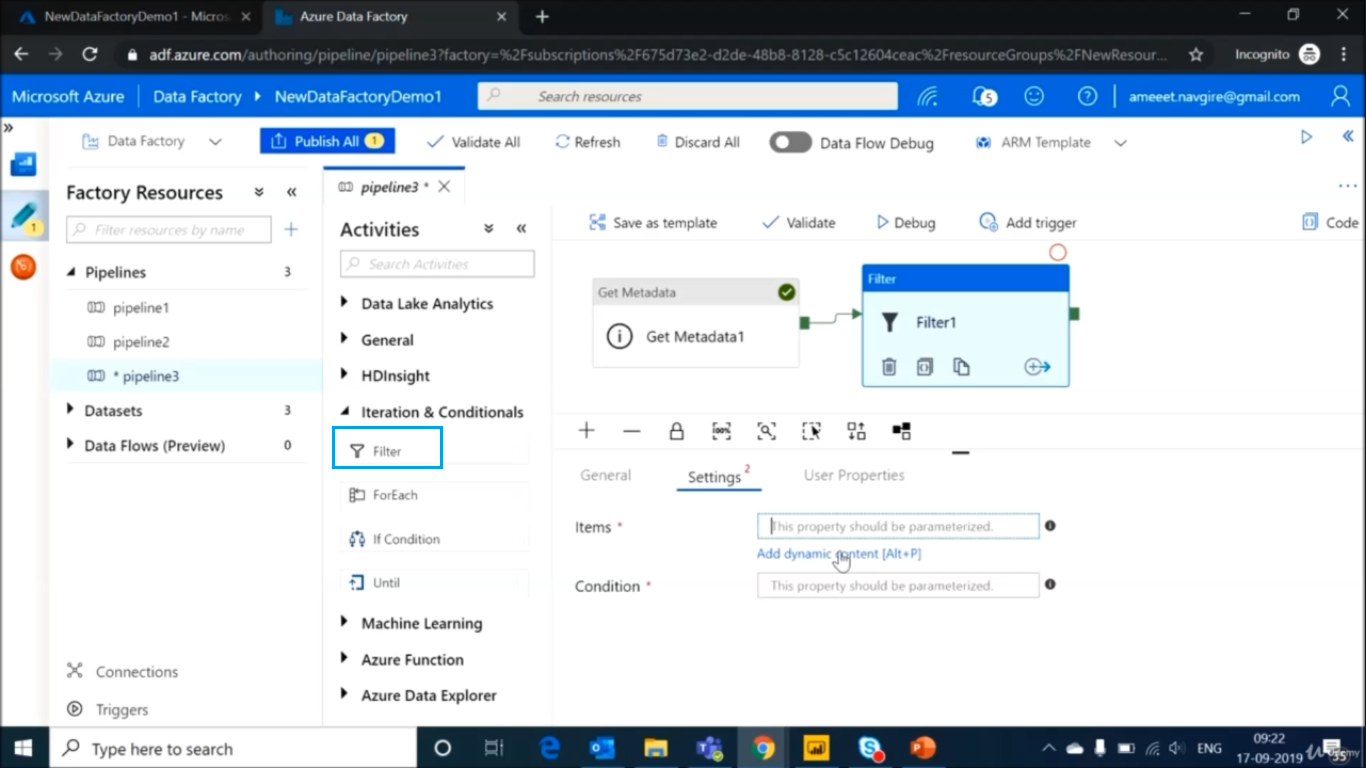 NewDataFactoryDemo1 - Micros
Azure Data Factory
adf.azure.com/authoring/pipeline/pipeline3?factory=%2Fsubscriptions%2F675d73e2-d2de-48b8-8128-c5c12604ceac%2FresourceGroups%2FNewResour...
Incognito
Microsoft Azure
Data Factory
NewDataFactoryDemo1
Search resources
5
ameeet.navgire@gmail.com
Data Factory
Publish All 1
Validate All
Refresh
Discard All
Data Flow Debug
ARM Template
1
Factory Resources
Filter resources by name
Pipelines 3
pipeline1
pipeline2
* pipeline3
Datasets 3
Data Flows (Preview) 0
Connections
Triggers
pipeline3 *
Activities
Search Activities
Data Lake Analytics
General
HDInsight
Iteration & Conditionals
Filter
ForEach
If Condition
Until
Machine Learning
Azure Function
Azure Data Explorer
Save as template
Validate
Debug
Add trigger
Code
Get Metadata
Get Metadata1
Filter
Filter1
100%
General
Settings 2
User Properties
Items *
This property should be parameterized.
Add dynamic content [Alt+P]
Condition *
This property should be parameterized.
Type here to search
ENG
09:22
17-09-2019